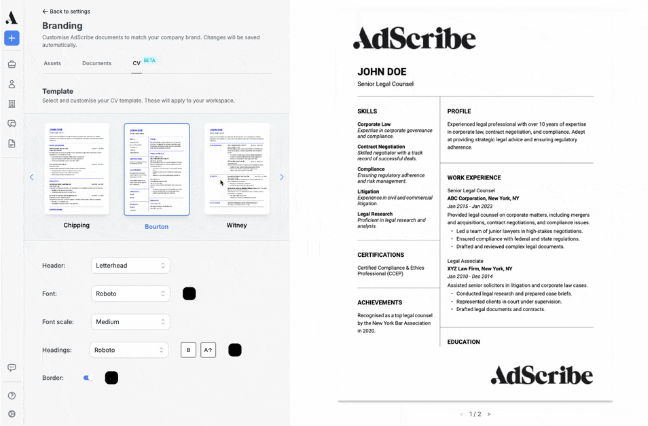 ← Back to settings
Branding
Customise AdScribe documents to match your company brand. Changes will be saved
automatically.
Assets
Documents
CV
BETA
Template
Select and customise your CV template. These will apply to your workspace.
Chipping
Bourton
Witney
Header:
Letterhead
Font:
Roboto
Font scale:
Medium
Headings:
Roboto
B
A↑
Border:
AdScribe
JOHN DOE
Senior Legal Counsel
SKILLS
Corporate Law
Expertise in corporate governance
and compliance.
Contract Negotiation
Skilled negotiator with a track
record of successful deals.
Compliance
Ensuring regulatory adherence
and risk management.
Litigation
Experience in civil and commercial
litigation.
Legal Research
Proficient in legal research and
analysis.
CERTIFICATIONS
Certified Compliance & Ethics
Professional (CCEP)
ACHIEVEMENTS
Recognised as a top legal counsel
by the New York Bar Association
in 2020.
PROFILE
Experienced legal professional with over 10 years of expertise
in corporate law, contract negotiation, and compliance. Adept
at providing strategic legal advice and ensuring regulatory
adherence.
WORK EXPERIENCE
Senior Legal Counsel
ABC Corporation, New York, NY
Jan 2015 - Jan 2023
Provided legal counsel on corporate matters, including mergers
and acquisitions, contract negotiations, and compliance issues.
• Led a team of junior lawyers in high-stakes negotiations.
• Ensured compliance with federal and state regulations.
• Drafted and reviewed complex legal documents.
Legal Associate
XYZ Law Firm, New York, NY
Jan 2010 - Dec 2014
Assisted senior solicitors in litigation and corporate law cases.
• Conducted legal research and prepared case briefs.
• Represented clients in court under supervision.
• Drafted legal documents and contracts.
EDUCATION
AdScribe
1 / 2